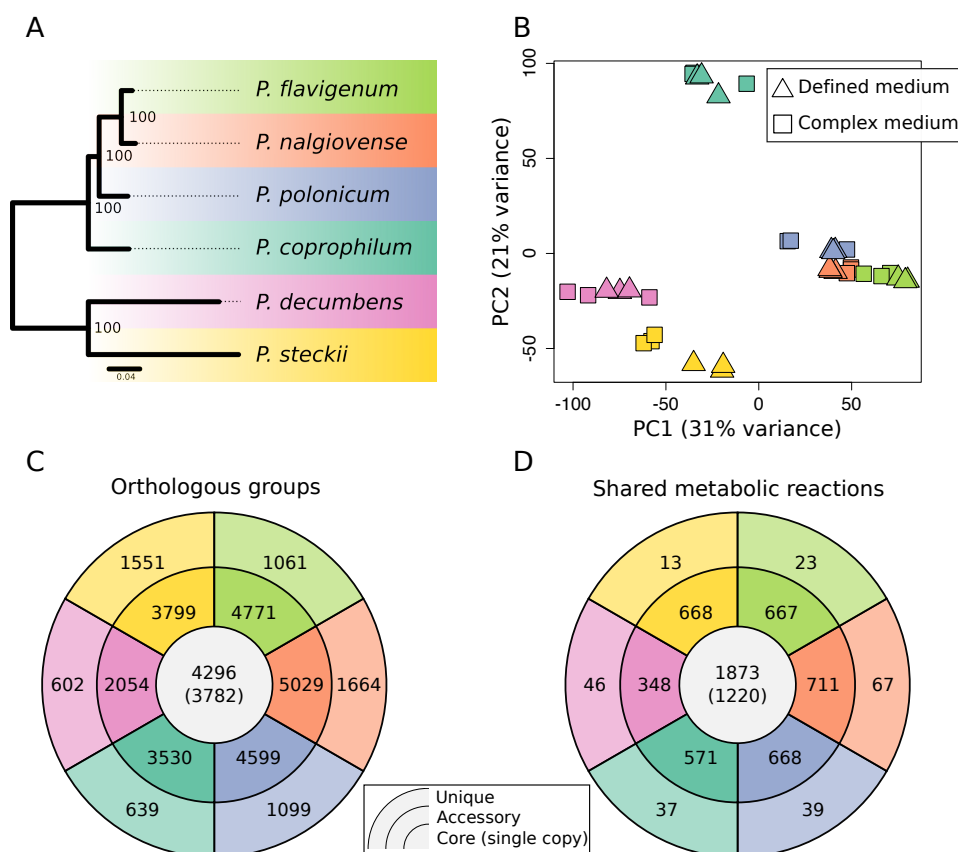 A
P. flavigenum
100
P. nalgiovense
100
P. polonicum
100
P. coprophilum
P. decumbens
100
P. steckii
0.04
B
PC2 (21% variance)
100
50
0
-50
-100
-50
0
50
PC1 (31% variance)
Defined medium
Complex medium
C
Orthologous groups
1551
1061
3799
4771
602
2054
4296
(3782)
5029
1664
3530
4599
639
1099
Unique
Accessory
Core (single copy)
D
Shared metabolic reactions
13
23
668
667
46
348
1873
(1220)
711
67
571
668
37
39